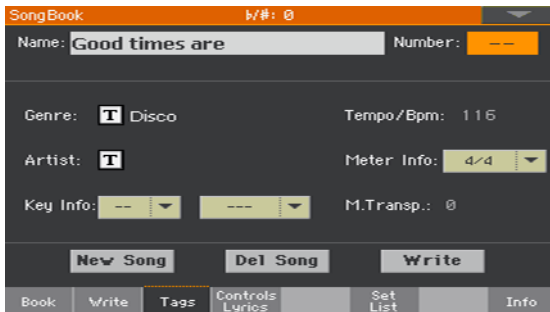 SongBook ♭/#: 0
Name: Good times are Number: --
Genre: T Disco Tempo/Bpm: 116
Artist: T Meter Info: 4/4
Key Info: -- --- M.Transp.: 0
New Song Del Song Write
Book Write Tags Controls Lyrics Set List Info